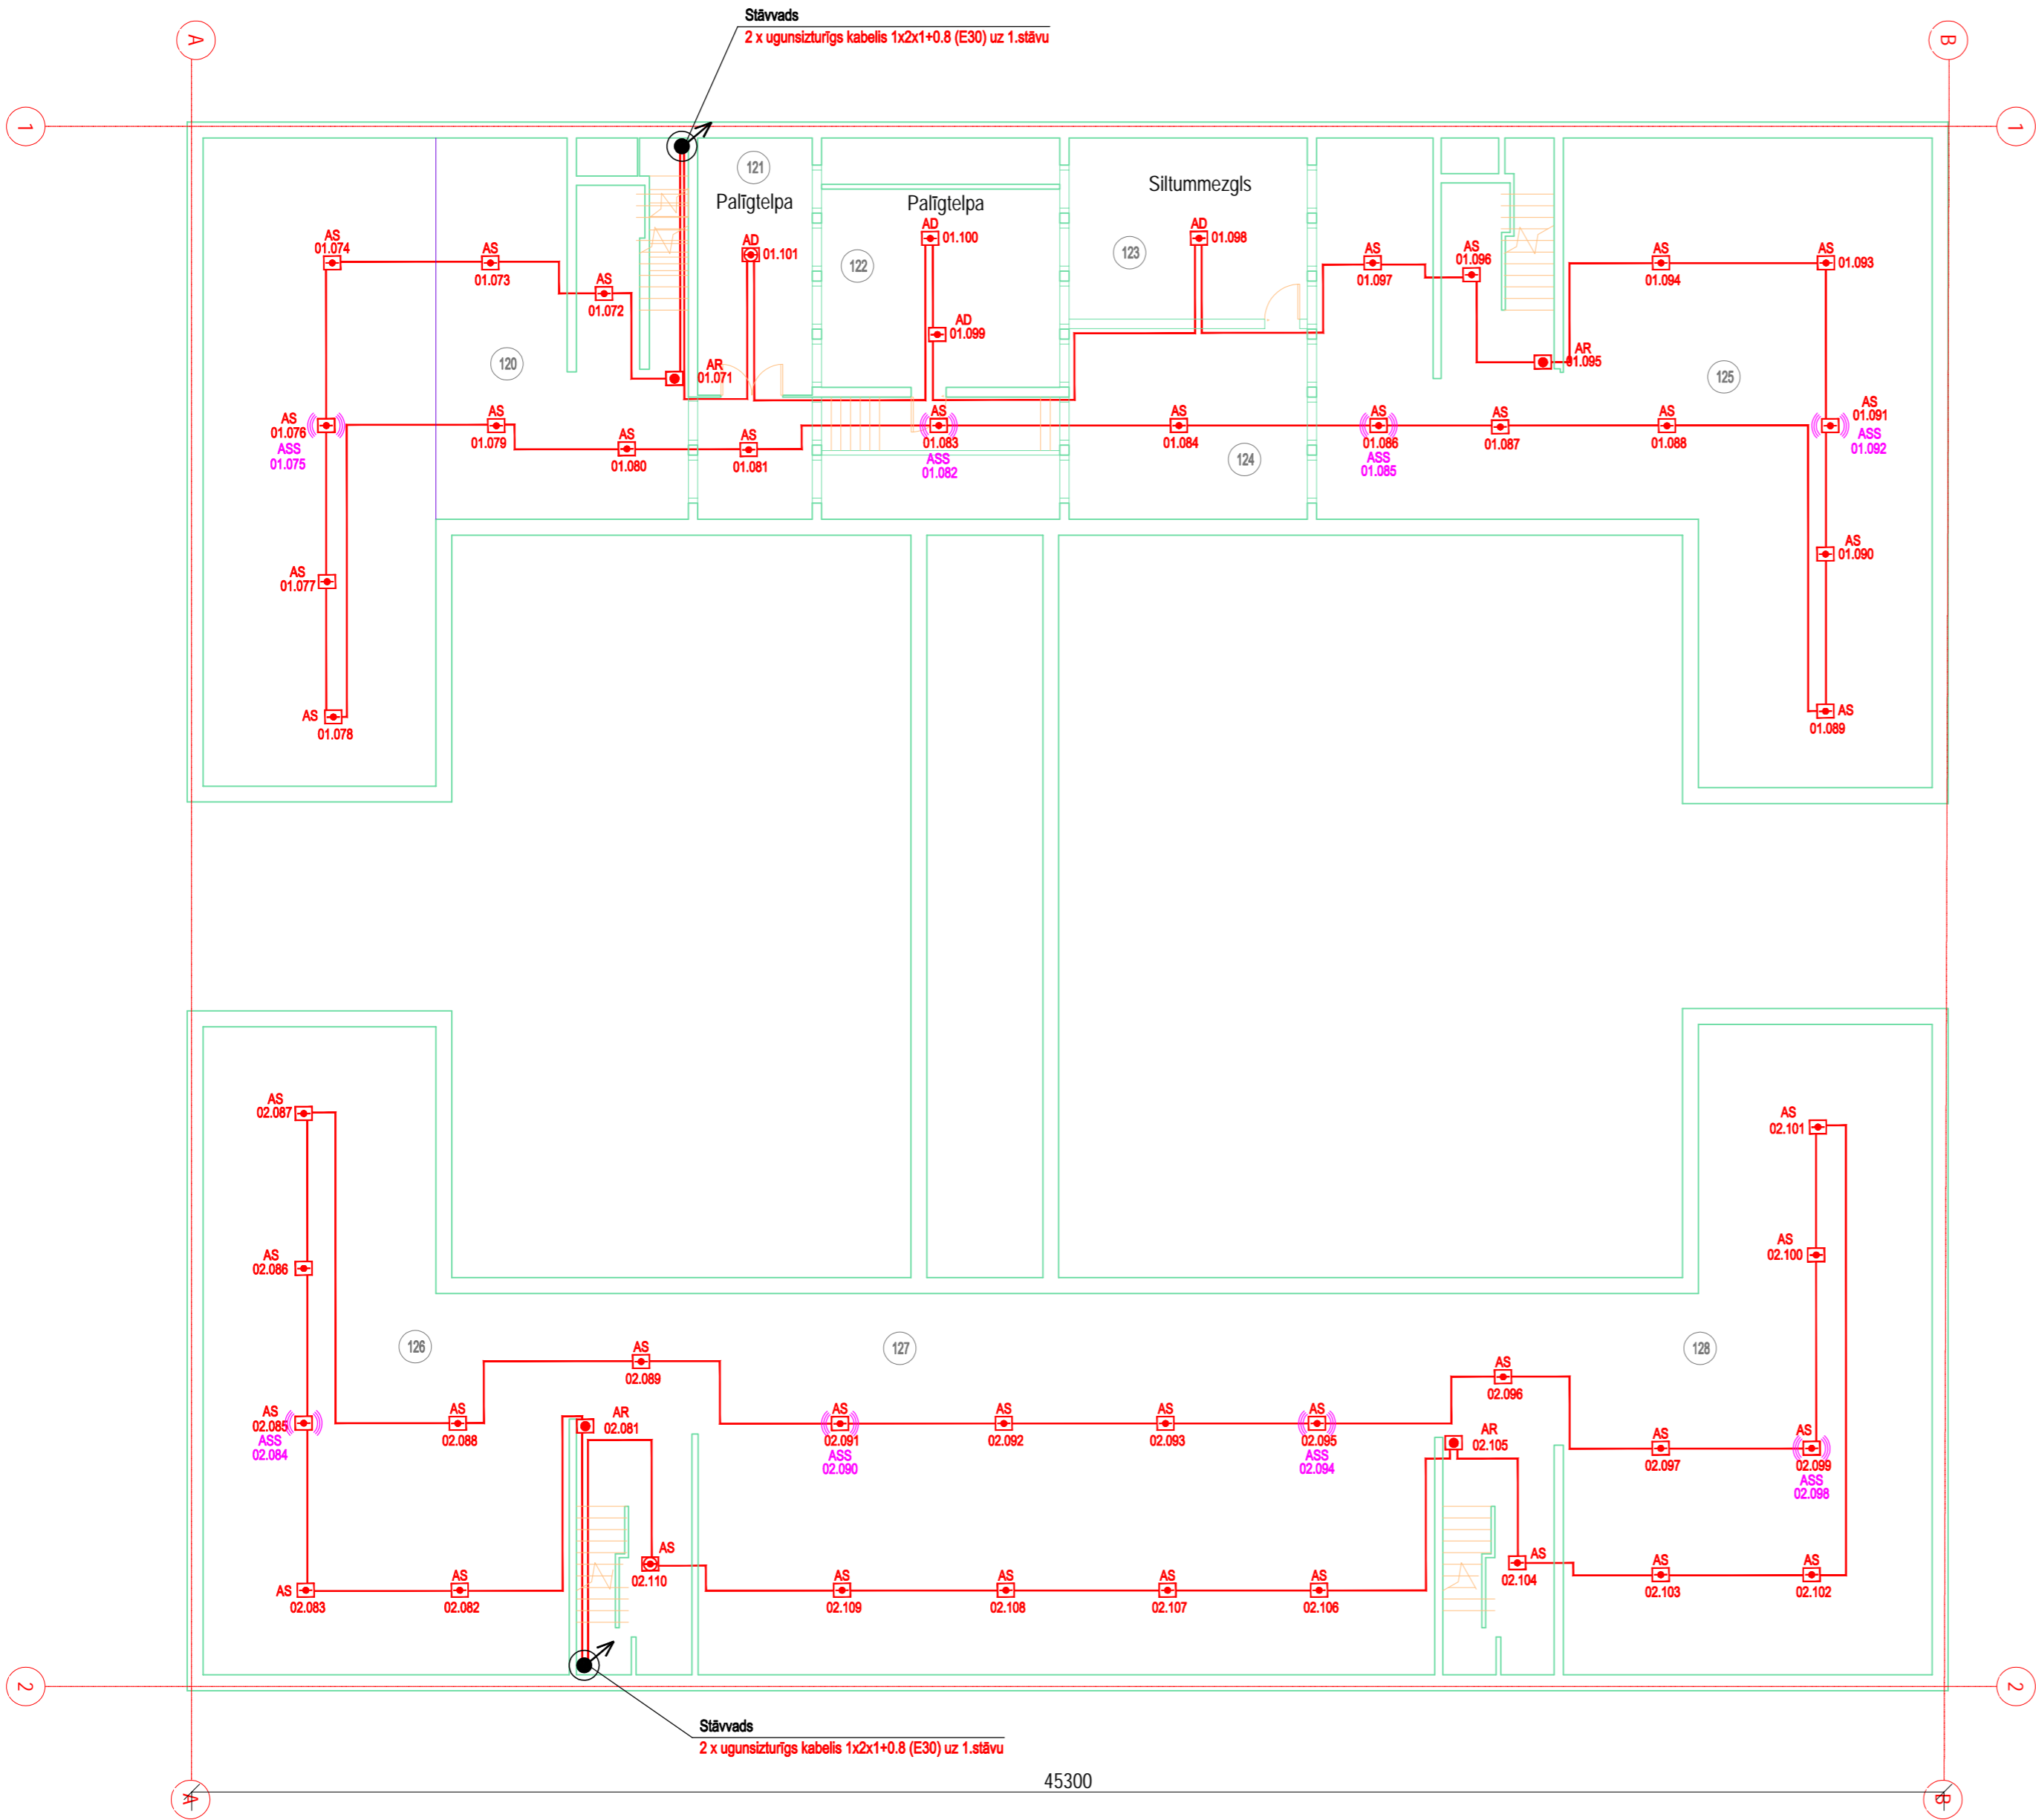 Stāvvads
2 x ugunsizturīgs kabelis 1x2x1+0.8 (E30) uz 1.stāvu
A
B
1
1
121
Palīgtelpa
Palīgtelpa
Siltummezgls
AS
01.074
AS
01.073
AS
01.072
AD
01.101
AD
01.100
122
AD
01.099
123
AD
01.098
AS
01.097
AS
01.096
AS
01.094
AS
01.093
120
AR
01.071
AR
01.095
125
AS
01.076
ASS
01.075
AS
01.079
AS
01.080
AS
01.081
AS
01.083
ASS
01.082
AS
01.084
124
AS
01.086
ASS
01.085
AS
01.087
AS
01.088
AS
01.091
ASS
01.092
AS
01.077
AS
01.090
AS
01.078
AS
01.089
AS
02.087
AS
02.101
AS
02.086
AS
02.100
126
127
128
AS
02.089
AS
02.096
AS
02.085
ASS
02.084
AS
02.088
AR
02.081
AS
02.091
ASS
02.090
AS
02.092
AS
02.093
AS
02.095
ASS
02.094
AR
02.105
AS
02.097
AS
02.099
ASS
02.098
AS
02.083
AS
02.082
AS
02.110
AS
02.109
AS
02.108
AS
02.107
AS
02.106
AS
02.104
AS
02.103
AS
02.102
2
2
Stāvvads
2 x ugunsizturīgs kabelis 1x2x1+0.8 (E30) uz 1.stāvu
45300
A
B